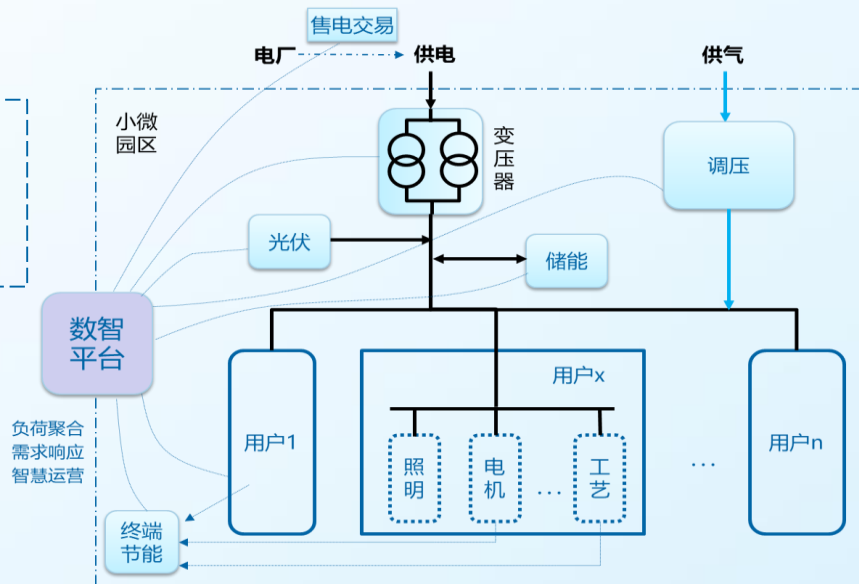 售电交易
电厂
供电
供气
小微
园区
变
压
器
调压
光伏
储能
数智
平台
用户x
用户1
照
明
电
机
…
工
艺
…
用户n
负荷聚合
需求响应
智慧运营
终端
节能